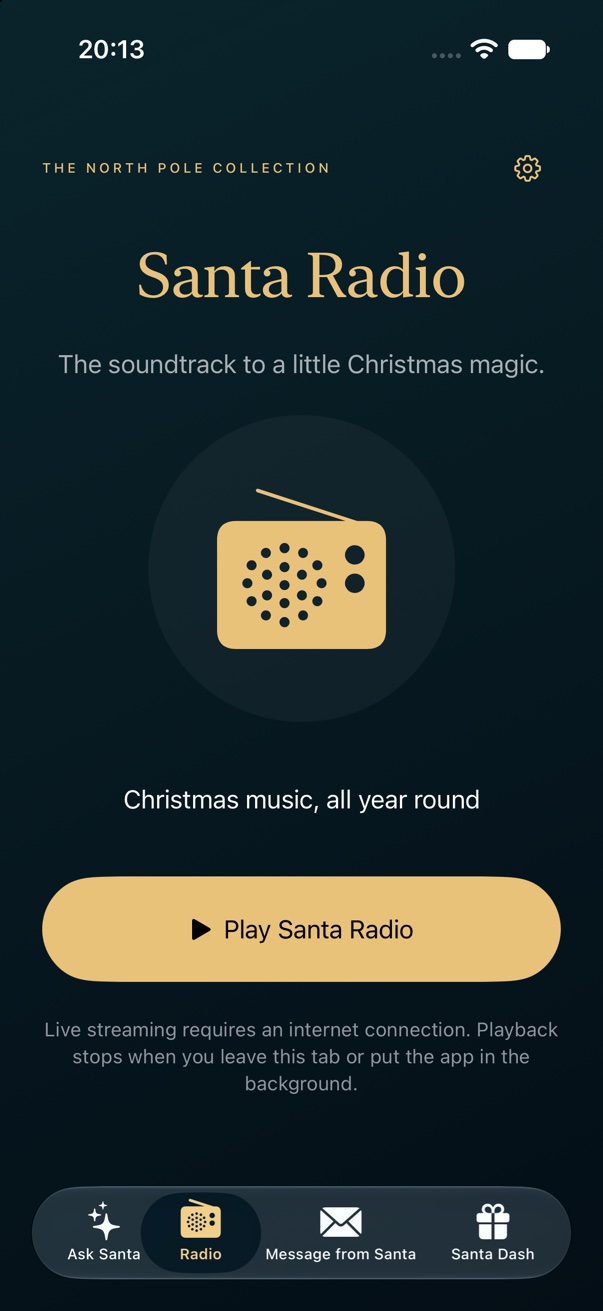 20:13
THE NORTH POLE COLLECTION
Santa Radio
The soundtrack to a little Christmas magic.
Christmas music, all year round
Play Santa Radio
Live streaming requires an internet connection. Playback
stops when you leave this tab or put the app in the
background.
Ask Santa
Radio
Message from Santa
Santa Dash